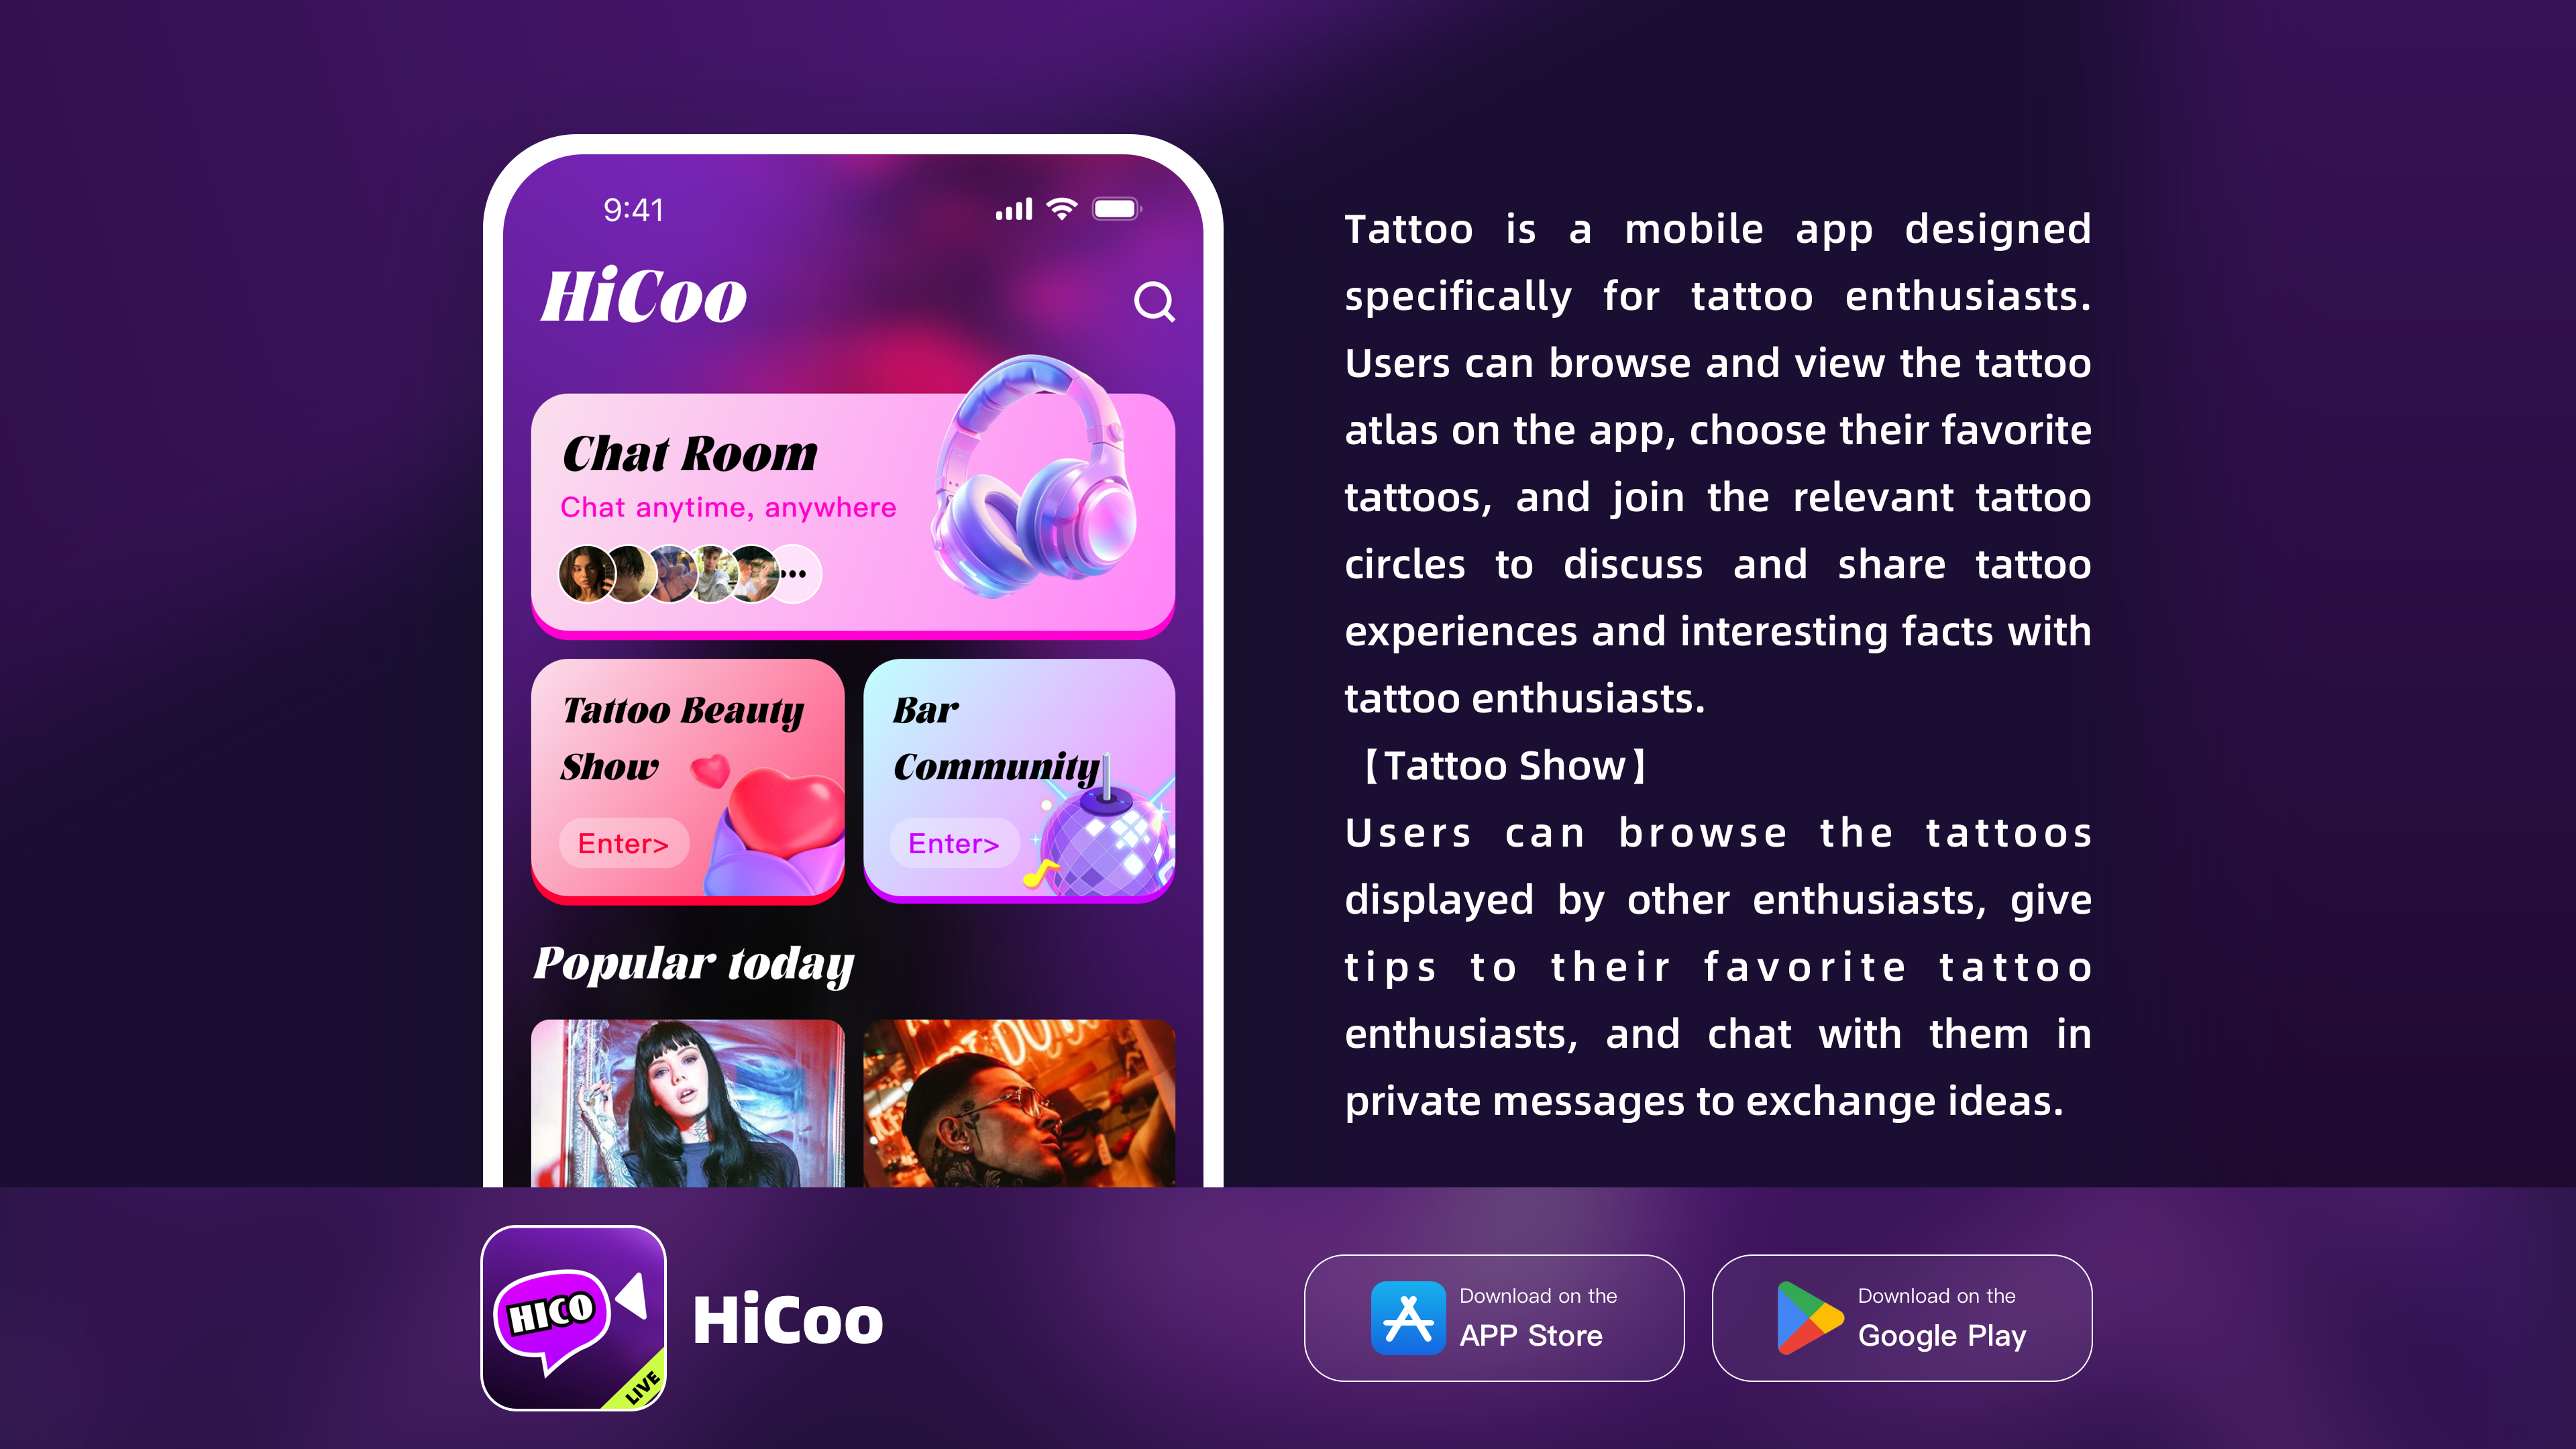 9:41
HiCoo
Chat Room
Chat anytime, anywhere
Tattoo Beauty
Show
Enter>
Bar
Community
Enter>
Popular today
Tattoo is a mobile app designed
specifically for tattoo enthusiasts.
Users can browse and view the tattoo
atlas on the app, choose their favorite
tattoos, and join the relevant tattoo
circles to discuss and share tattoo
experiences and interesting facts with
tattoo enthusiasts.
【Tattoo Show】
Users can browse the tattoos
displayed by other enthusiasts, give
tips to their favorite tattoo
enthusiasts, and chat with them in
private messages to exchange ideas.
HICO
LIVE
HiCoo
Download on the
APP Store
Download on the
Google Play